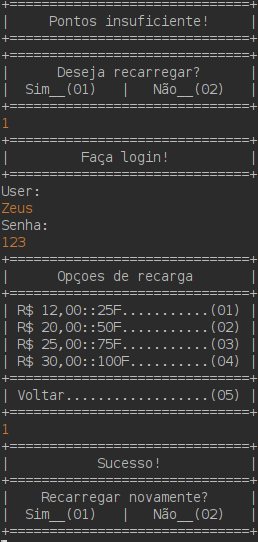 +==============================+
|     Pontos insuficiente!     |
+==============================+
+==============================+
|      Deseja recarregar?      |
|  Sim__(01)   |   Não__(02)   |
+==============================+
1
+==============================+
|         Faça login!          |
+==============================+
User:
Zeus
Senha:
123
+==============================+
|      Opçoes de recarga       |
+==============================+
| R$ 12,00::25F...........(01) |
| R$ 20,00::50F...........(02) |
| R$ 25,00::75F...........(03) |
| R$ 30,00::100F..........(04) |
+==============================+
| Voltar..................(05) |
+==============================+
1
+==============================+
|           Sucesso!           |
+==============================+
|    Recarregar novamente?     |
|  Sim__(01)   |   Não__(02)   |
+==============================+